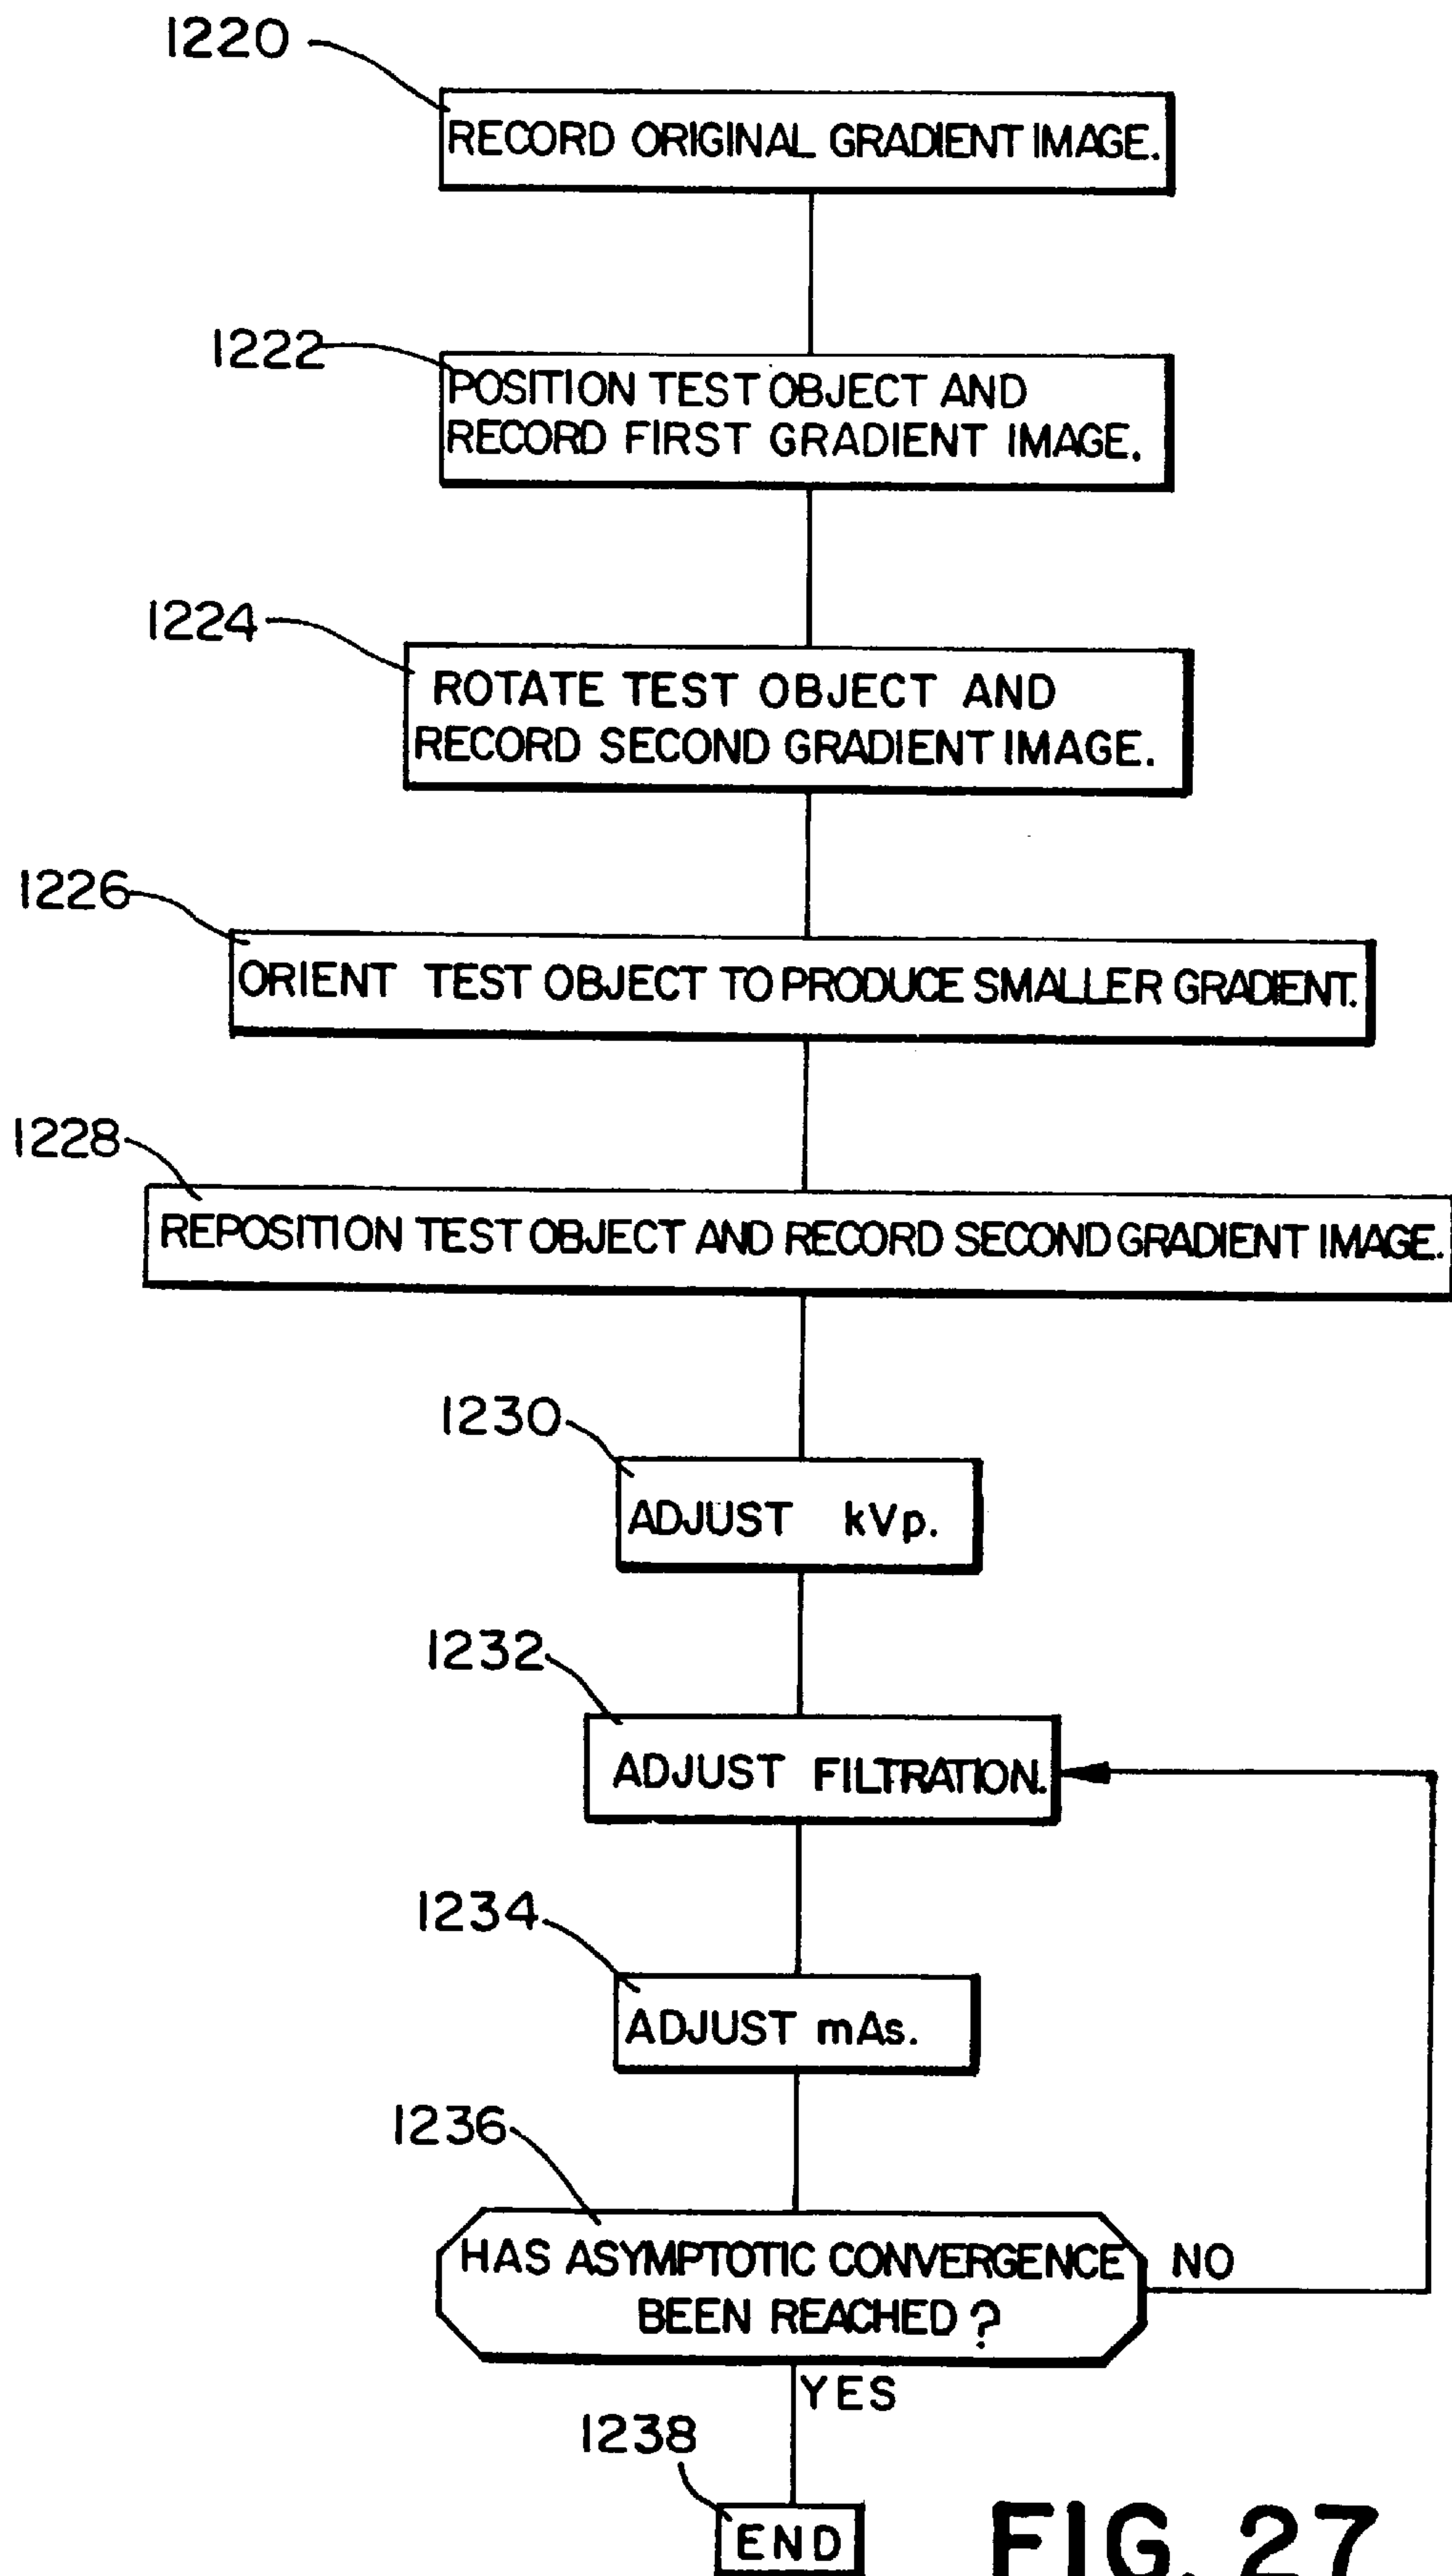 1220
RECORD ORIGINAL GRADIENT IMAGE.
1222
POSITION TEST OBJECT AND
RECORD FIRST GRADIENT IMAGE.
1224
ROTATE TEST OBJECT AND
RECORD SECOND GRADIENT IMAGE.
1226
ORIENT TEST OBJECT TO PRODUCE SMALLER GRADIENT.
1228
REPOSITION TEST OBJECT AND RECORD SECOND GRADIENT IMAGE.
1230
ADJUST kVp.
1232
ADJUST FILTRATION.
1234
ADJUST mAs.
1236
HAS ASYMPTOTIC CONVERGENCE
BEEN REACHED?
NO
YES
1238
END
FIG. 27